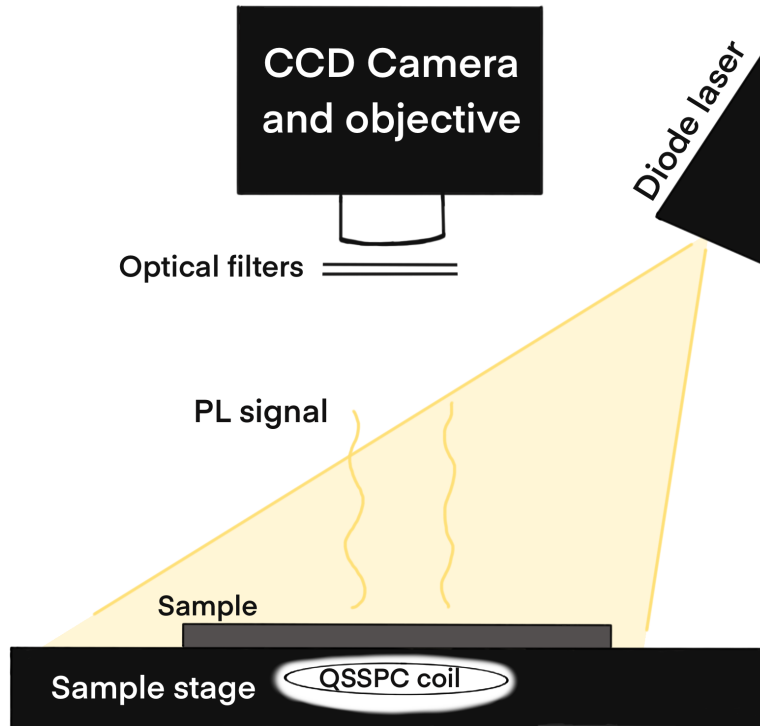 CCD Camera
and objective
Diode laser
Optical filters
PL signal
Sample
QSSPC coil
Sample stage